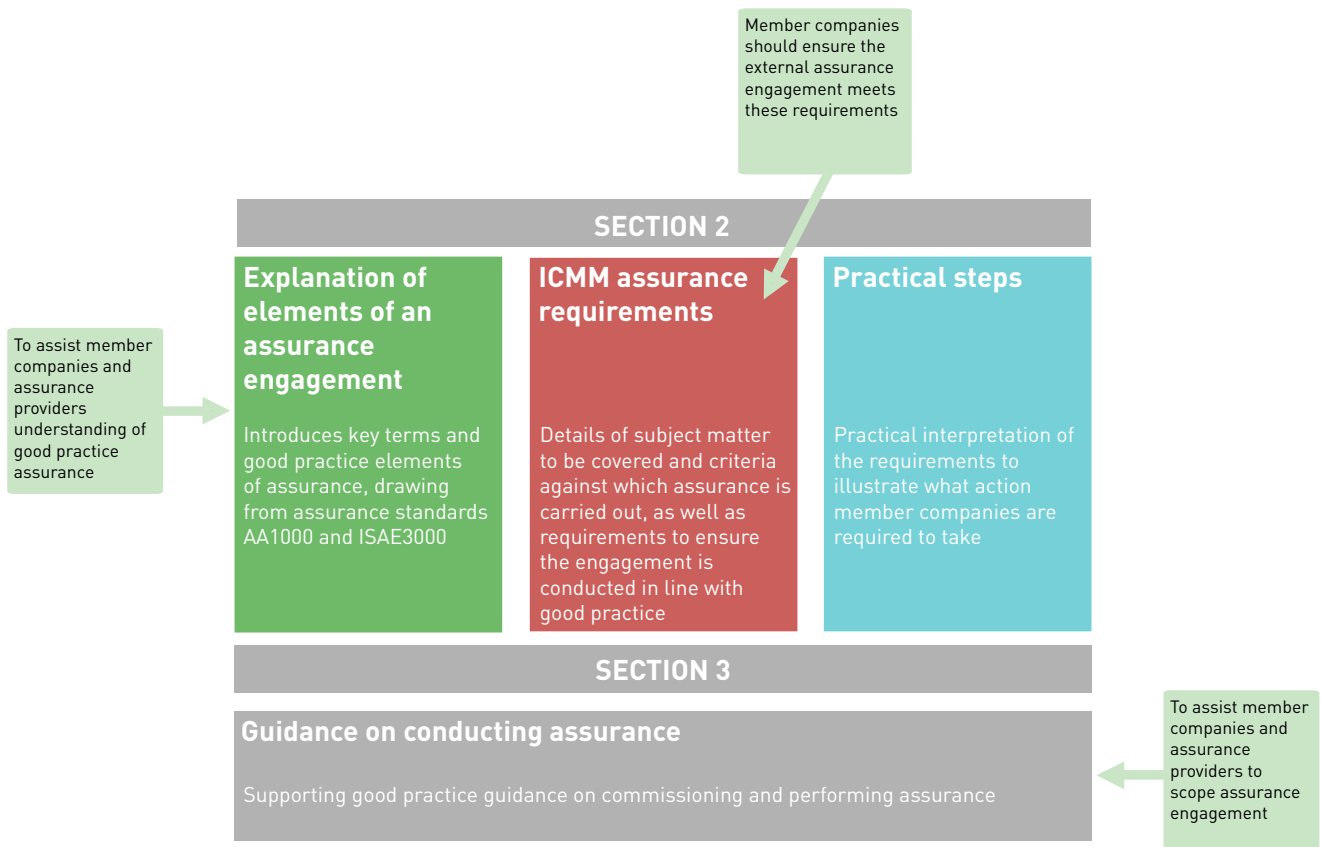 Member companies
should ensure the
external assurance
engagement meets
these requirements
SECTION 2
Explanation of
elements of an
assurance
engagement
Introduces key terms and
good practice elements
of assurance, drawing
from assurance standards
AA1000 and ISAE3000
ICMM assurance
requirements
Details of subject matter
to be covered and criteria
against which assurance is
carried out, as well as
requirements to ensure
the engagement is
conducted in line with
good practice
Practical steps
Practical interpretation of
the requirements to
illustrate what action
member companies are
required to take
To assist member
companies and
assurance
providers
understanding of
good practice
assurance
SECTION 3
Guidance on conducting assurance
Supporting good practice guidance on commissioning and performing assurance
To assist member
companies and
assurance
providers to
scope assurance
engagement